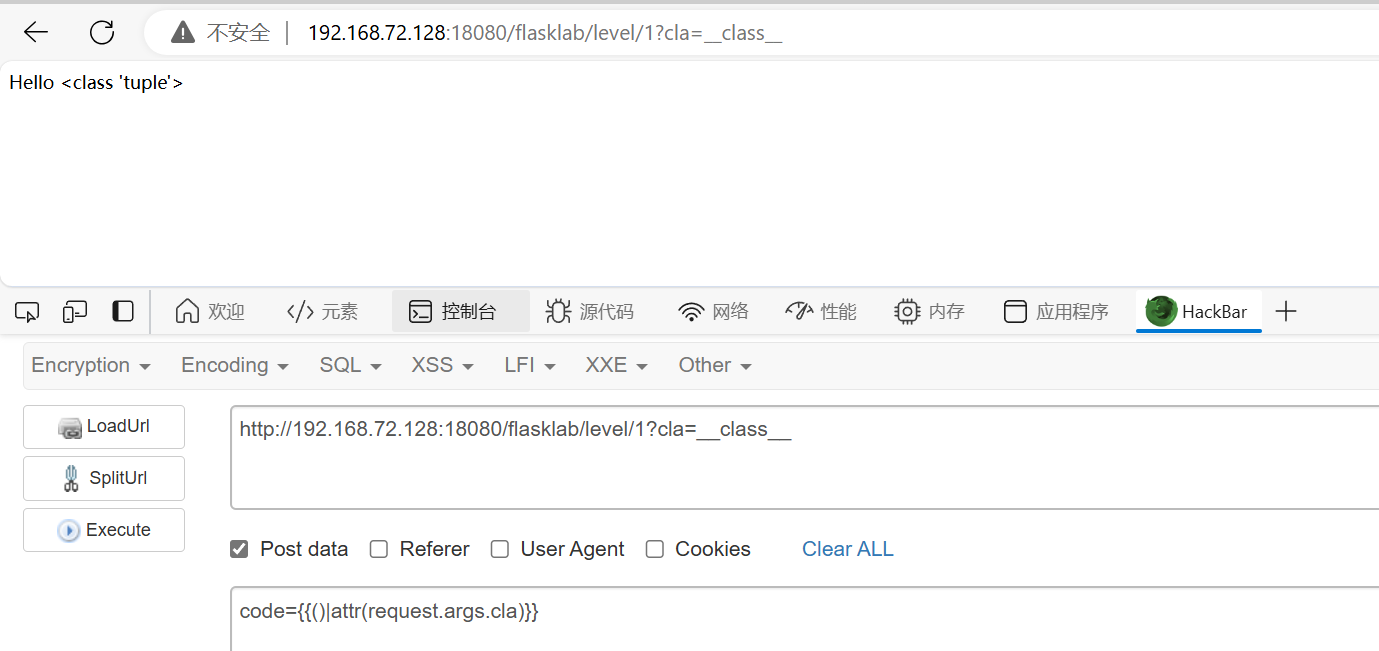 不安全 192.168.72.128:18080/flasklab/level/1?cla=__class__
Hello <class 'tuple'>
欢迎 </> 元素 控制台 源代码 网络 性能 内存 应用程序 HackBar
Encryption Encoding SQL XSS LFI XXE Other
LoadUrl
http://192.168.72.128:18080/flasklab/level/1?cla=__class__
SplitUrl
Execute
Post data Referer User Agent Cookies Clear ALL
code={{()|attr(request.args.cla)}}